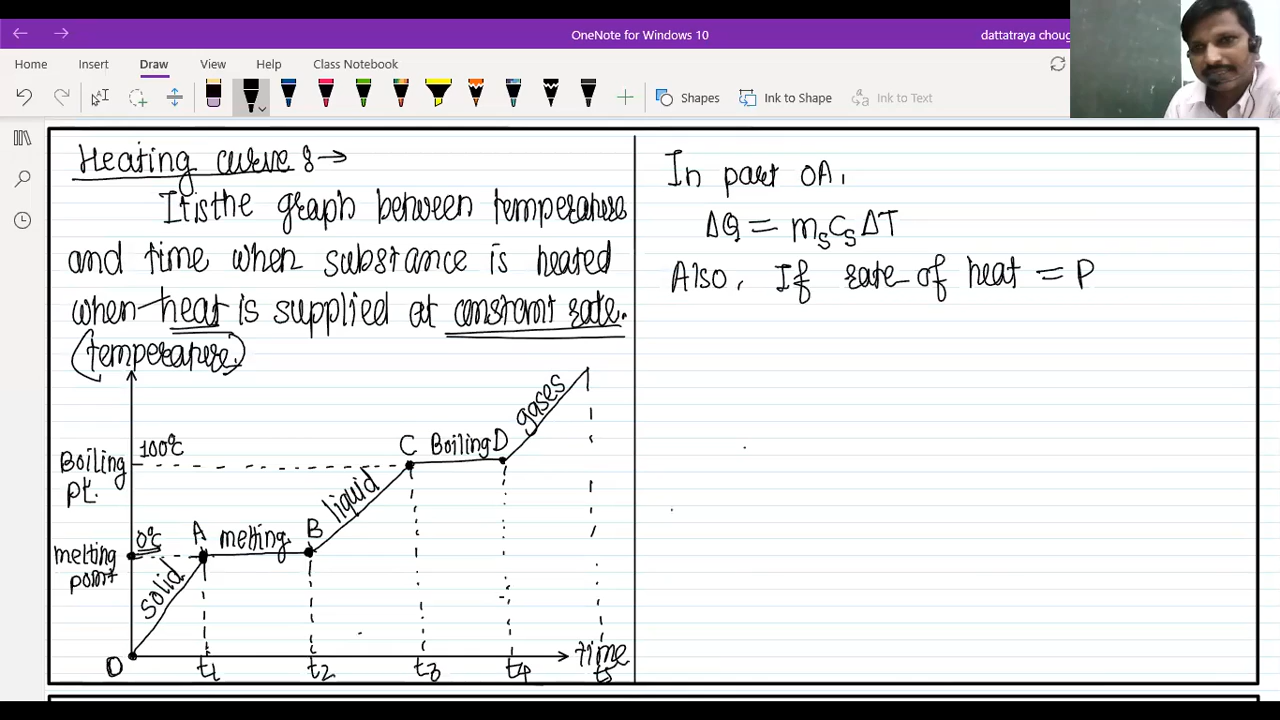 OneNote for Windows 10
dattatraya choug
Home Insert Draw View Help Class Notebook
Shapes Ink to Shape Ink to Text
Heating curve :→
It is the graph between temperature
and time when substance is heated
when heat is supplied at constant rate.
(temperature)
Boiling pt.
100°C
melting point
0°C
solid
A melting B
liquid
C Boiling D
gases
O t1 t2 t3 t4 time t5
In part OA,
ΔQ = msCsΔT
Also, If rate of heat = P